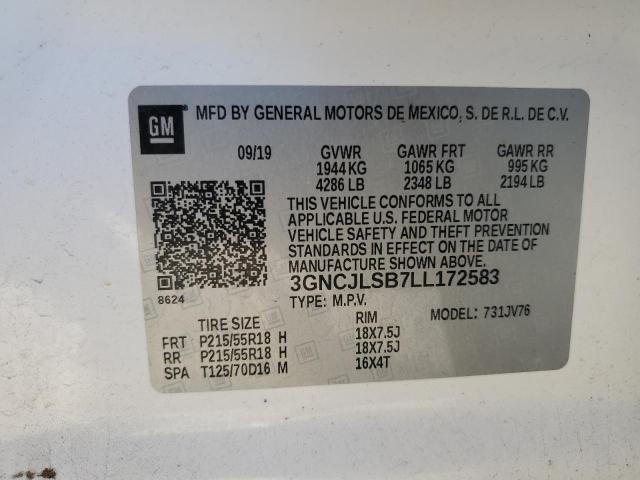 GM
MFD BY GENERAL MOTORS DE MEXICO, S. DE R.L. DE C.V.
09/19 GVWR GAWR FRT GAWR RR
1944 KG 1065 KG 995 KG
4286 LB 2348 LB 2194 LB
THIS VEHICLE CONFORMS TO ALL
APPLICABLE U.S. FEDERAL MOTOR
VEHICLE SAFETY AND THEFT PREVENTION
STANDARDS IN EFFECT ON THE DATE OF
MANUFACTURE SHOWN ABOVE.
3GNCJLSB7LL172583
8624
TYPE: M.P.V.
MODEL: 731JV76
TIRE SIZE RIM
FRT P215/55R18 H 18X7.5J
RR P215/55R18 H 18X7.5J
SPA T125/70D16 M 16X4T